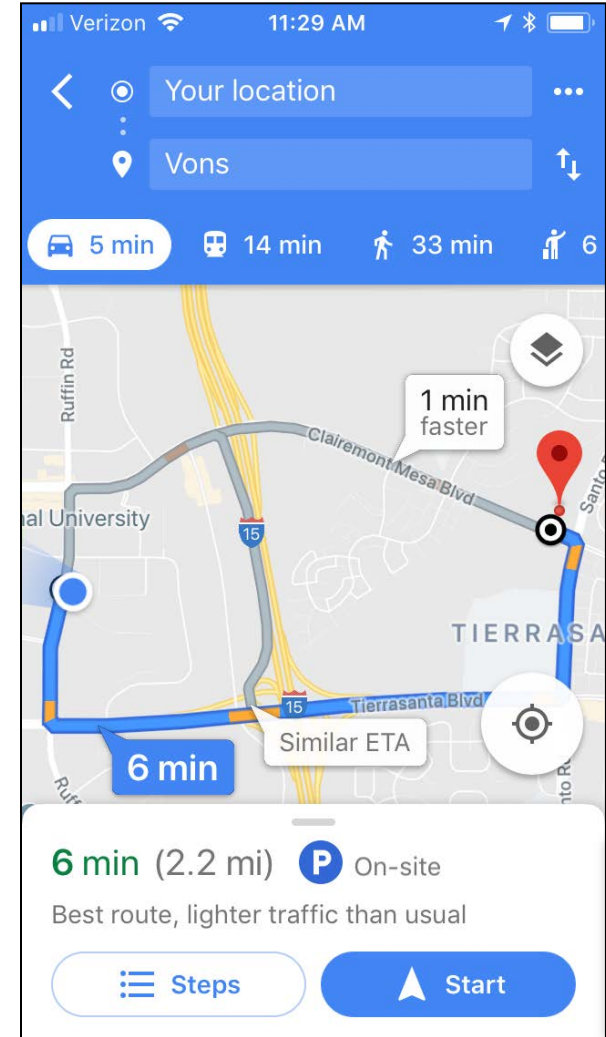 Verizon 11:29 AM
Your location
Vons
5 min 14 min 33 min 6
Ruffin Rd
1 min
faster
Clairemont Mesa Blvd
Santo
nal University
15
TIERRASA
15 Tierrasanta Blvd
Similar ETA
6 min
6 min (2.2 mi) P On-site
Best route, lighter traffic than usual
Steps Start